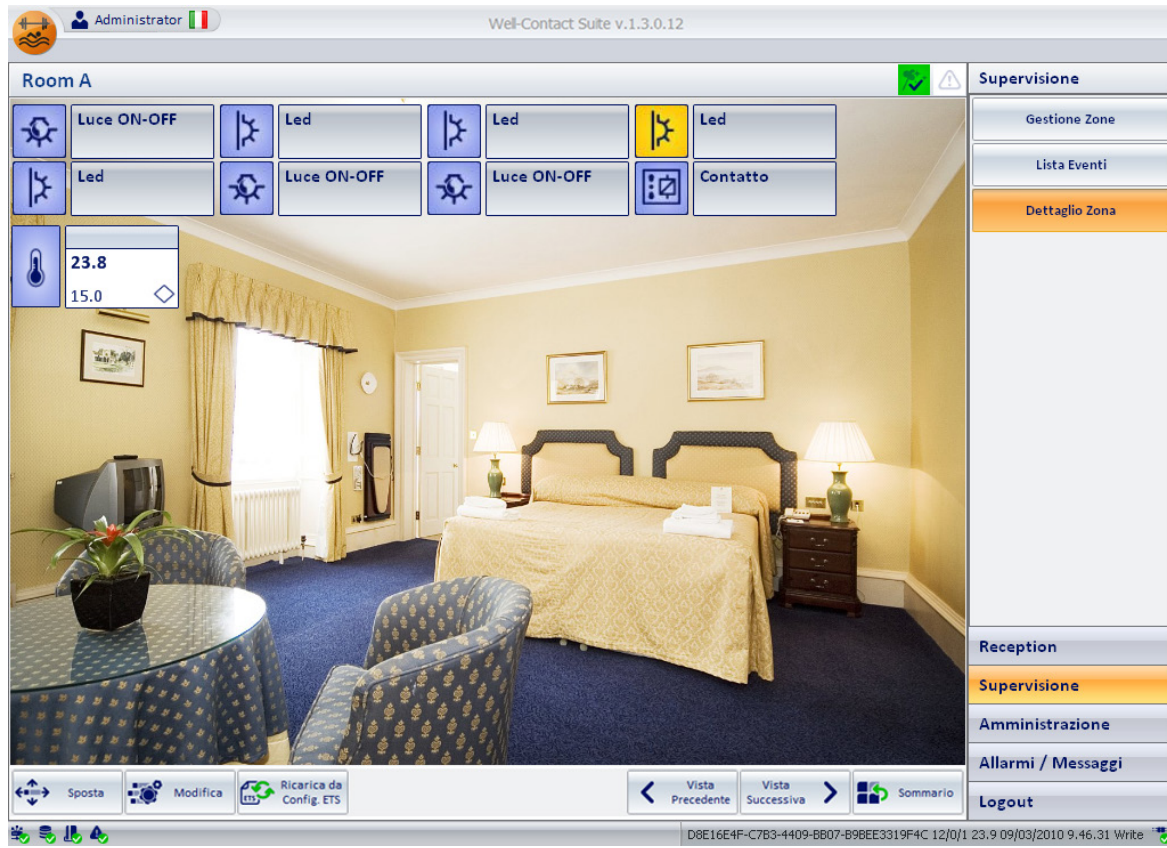 Administrator
Well-Contact Suite v.1.3.0.12
Room A
Supervisione
Luce ON-OFF
Led
Led
Led
Led
Luce ON-OFF
Luce ON-OFF
Contatto
23.8
15.0
Gestione Zone
Lista Eventi
Dettaglio Zona
Reception
Supervisione
Amministrazione
Allarmi / Messaggi
Logout
Sposta
Modifica
ETS
Ricarica da
Config. ETS
Vista
Precedente
Vista
Successiva
Sommario
D8E16E4F-C7B3-4409-BB07-B9BEE3319F4C 12/0/1 23.9 09/03/2010 9.46.31 Write